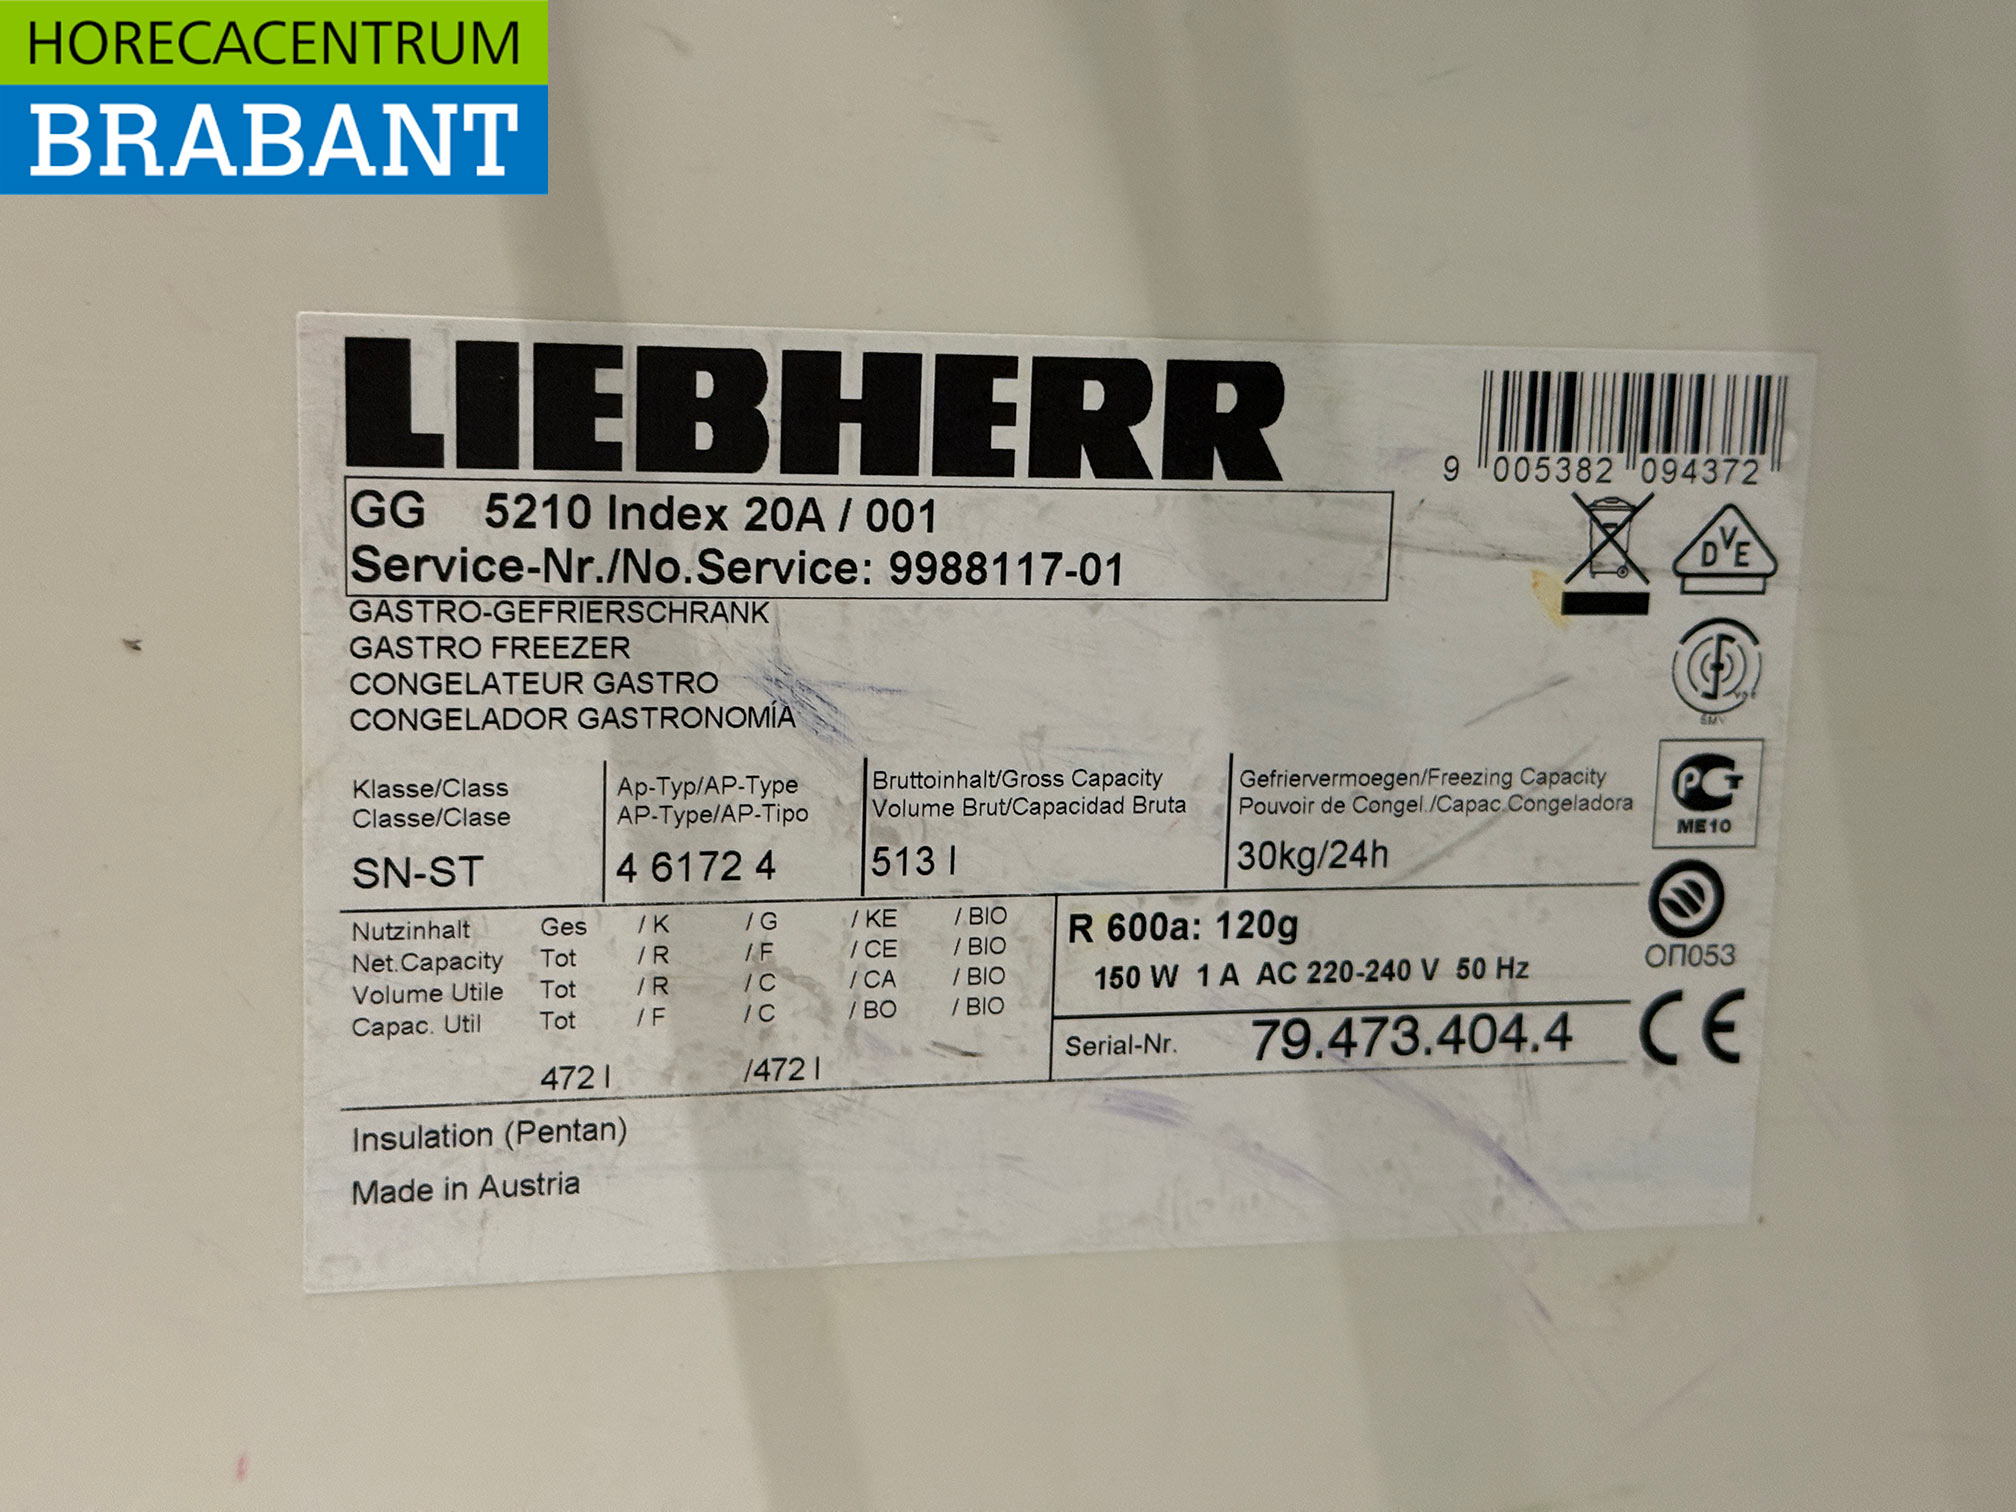 HORECACENTRUM
BRABANT
LIEBHERR
9 005382 094372
GG 5210 Index 20A / 001
Service-Nr./No.Service: 9988117-01
DVE
GASTRO-GEFRIERSCHRANK
GASTRO FREEZER
CONGELATEUR GASTRO
CONGELADOR GASTRONOMÍA
Klasse/Class
Classe/Clase
SN-ST
Ap-Typ/AP-Type
AP-Type/AP-Tipo
4 6172 4
Bruttoinhalt/Gross Capacity
Volume Brut/Capacidad Bruta
513 l
Gefriervermoegen/Freezing Capacity
Pouvoir de Congel./Capac.Congeladora
30kg/24h
ME10
ОП053
CE
Nutzinhalt Ges / K / G / KE / BIO
Net.Capacity Tot / R / F / CE / BIO
Volume Utile Tot / R / C / CA / BIO
Capac. Util Tot / F / C / BO / BIO
472 l /472 l
R 600a: 120g
150 W 1 A AC 220-240 V 50 Hz
Serial-Nr. 79.473.404.4
Insulation (Pentan)
Made in Austria